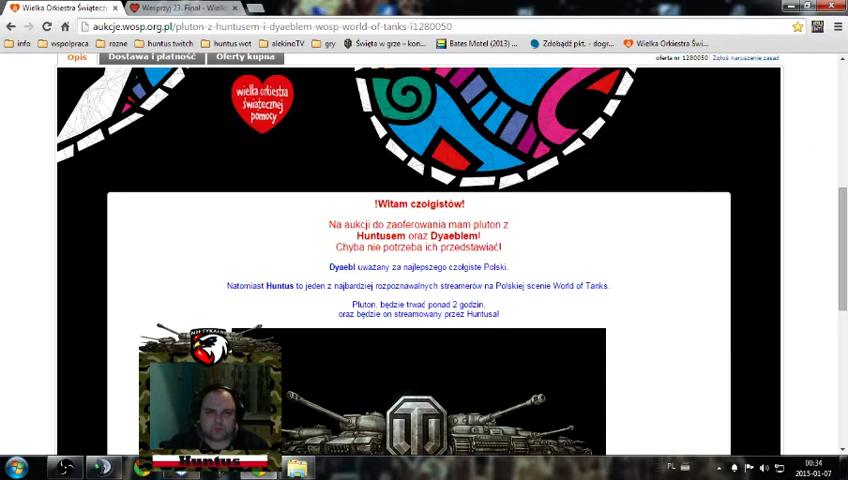 Wielka Orkiestra Świątecz
Wesprzyj 23. Finał - Wielk
aukcje.wosp.org.pl/pluton-z-huntusem-i-dyaeblem-wosp-world-of-tanks-i1280050
info
wspolpraca
rozne
huntus twitch
huntus wot
alekinoTV
gry
Święta w grze – kon...
Bates Motel (2013) ...
Zdobądź pkt. - dogr...
Wielka Orkiestra Świ...
Opis
Dostawa i płatność
Oferty kupna
oferta nr 1280050
Zgłoś naruszenie zasad
wielka orkiestra
świątecznej
pomocy
!Witam czołgistów!
Na aukcji do zaoferowania mam pluton z
Huntusem oraz Dyaeblem!
Chyba nie potrzeba ich przedstawiać!
Dyaebl uważany za najlepszego czołgiste Polski.
Natomiast Huntus to jeden z najbardziej rozpoznawalnych streamerów na Polskiej scenie World of Tanks.
Pluton, będzie trwać ponad 2 godzin,
oraz będzie on streamowany przez Huntusa!
NIETYKALNI
Huntus
PL
00:34
2015-01-07